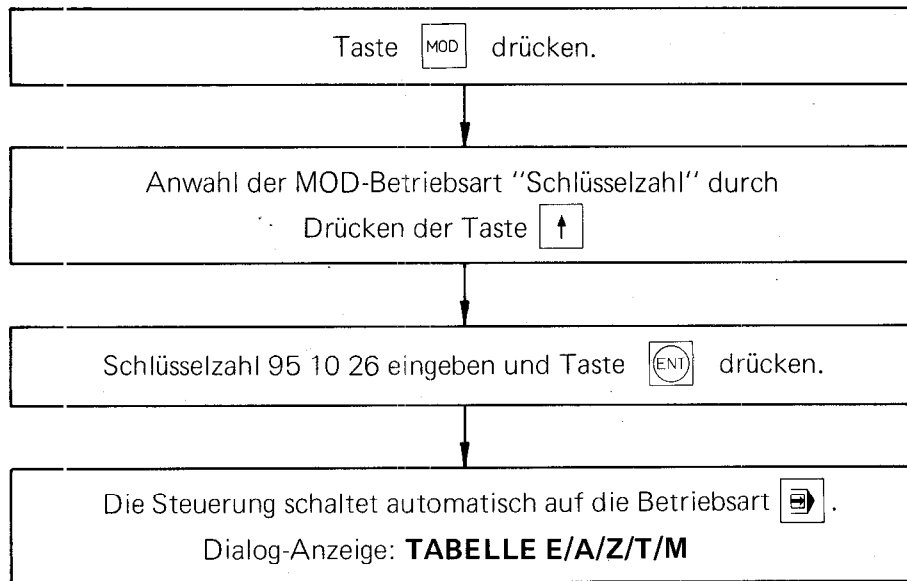 Taste MOD drücken.
Anwahl der MOD-Betriebsart "Schlüsselzahl" durch
Drücken der Taste ↑
Schlüsselzahl 95 10 26 eingeben und Taste ENT drücken.
Die Steuerung schaltet automatisch auf die Betriebsart .
Dialog-Anzeige: TABELLE E/A/Z/T/M